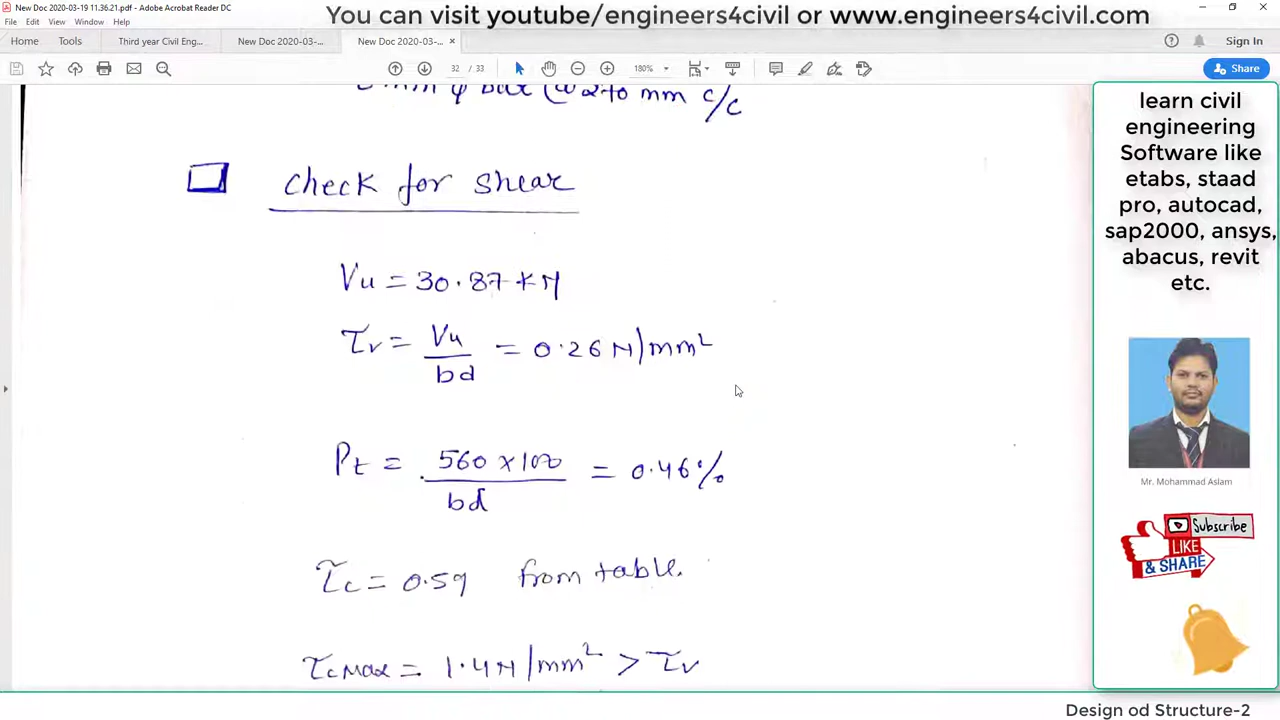 New Doc 2020-03-19 11.36.21.pdf - Adobe Acrobat Reader DC
You can visit youtube/engineers4civil or www.engineers4civil.com
File Edit View Window Help
Home Tools Third year Civil Eng... New Doc 2020-03-... New Doc 2020-03-... ×
Sign In
32 / 33 180%
Share
mm φ bar @ 240 mm c/c
check for shear
Vu = 30.87 KN
τv = Vu/bd = 0.26 N/mm²
Pt = 560 x 100/bd = 0.46%
τc = 0.59 from table.
τcMax = 1.4 N/mm² > τv
learn civil
engineering
Software like
etabs, staad
pro, autocad,
sap2000, ansys,
abacus, revit
etc.
Mr. Mohammad Aslam
Subscribe
LIKE
& SHARE
Design od Structure-2